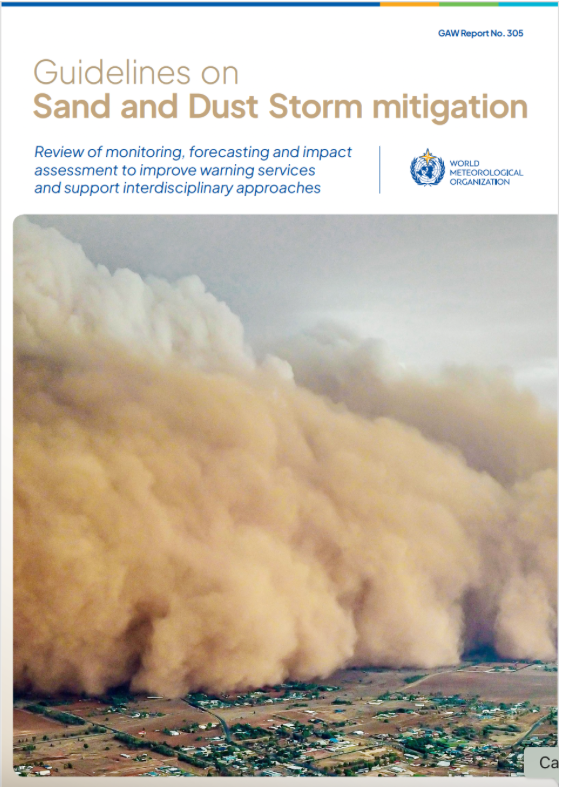 GAW Report No. 305
Guidelines on
Sand and Dust Storm mitigation
Review of monitoring, forecasting and impact
assessment to improve warning services
and support interdisciplinary approaches
WORLD
METEOROLOGICAL
ORGANIZATION
Ca